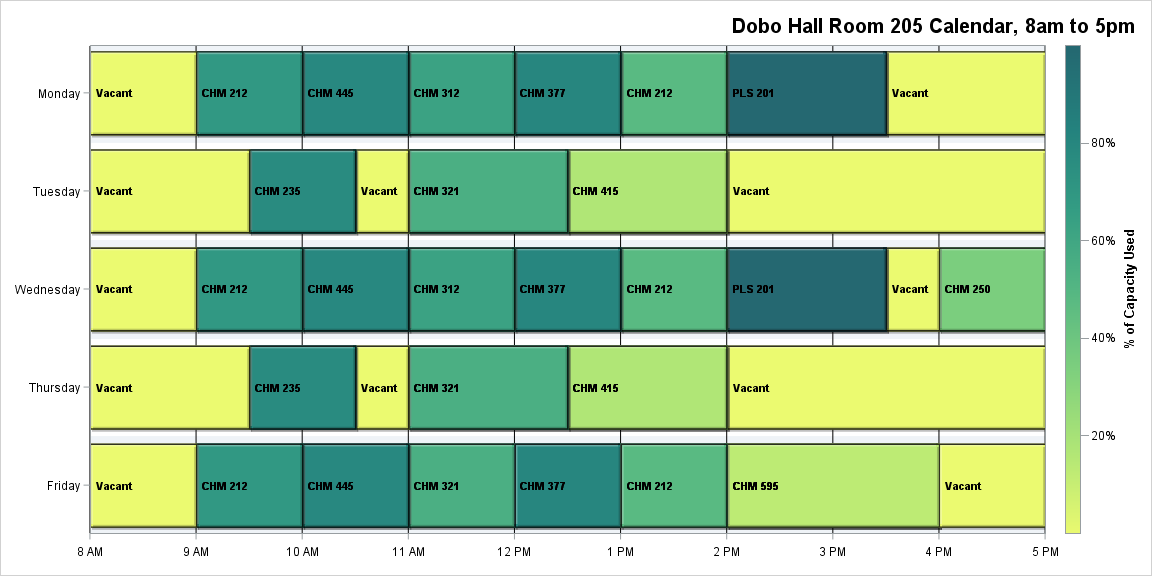 Dobo Hall Room 205 Calendar, 8am to 5pm
Monday
Vacant
CHM 212
CHM 445
CHM 312
CHM 377
CHM 212
PLS 201
Vacant
Tuesday
Vacant
CHM 235
Vacant
CHM 321
CHM 415
Vacant
Wednesday
Vacant
CHM 212
CHM 445
CHM 312
CHM 377
CHM 212
PLS 201
Vacant
CHM 250
Thursday
Vacant
CHM 235
Vacant
CHM 321
CHM 415
Vacant
Friday
Vacant
CHM 212
CHM 445
CHM 321
CHM 377
CHM 212
CHM 595
Vacant
8 AM
9 AM
10 AM
11 AM
12 PM
1 PM
2 PM
3 PM
4 PM
5 PM
80%
60%
40%
20%
% of Capacity Used